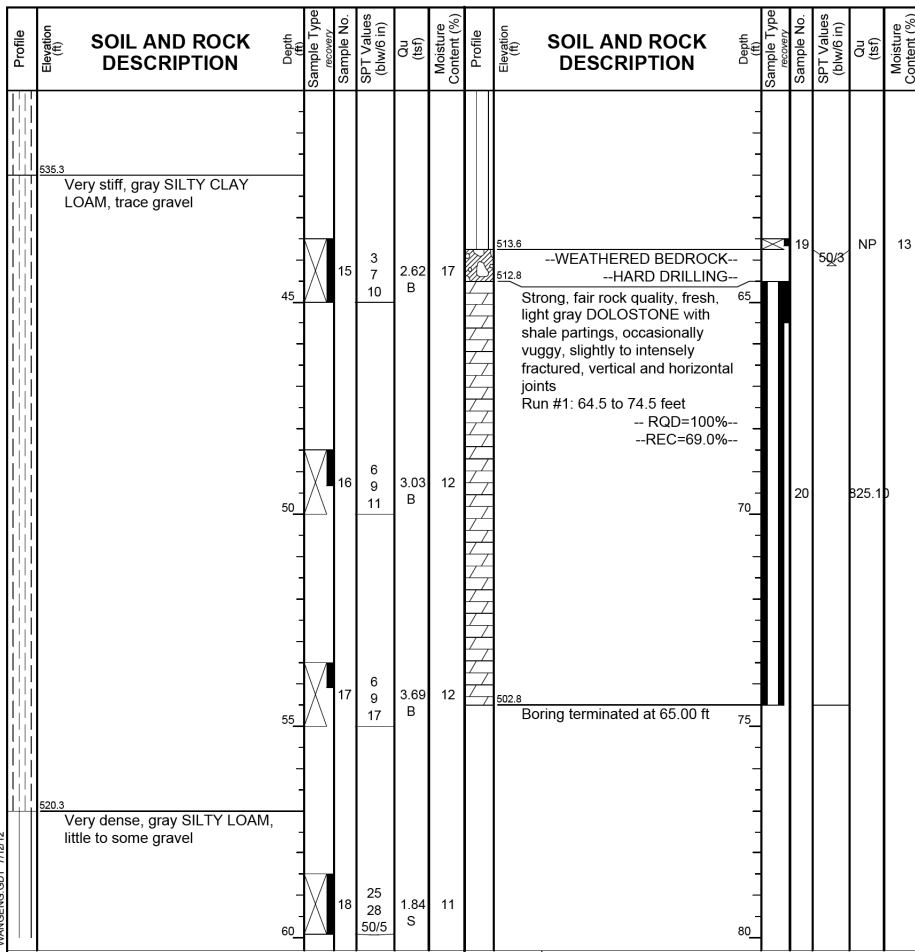 Profile
Elevation (ft)
SOIL AND ROCK DESCRIPTION
Depth (ft)
Sample Type recovery
Sample No.
SPT Values (blw/6 in)
Qu (tsf)
Moisture Content (%)
Profile
Elevation (ft)
SOIL AND ROCK DESCRIPTION
Depth (ft)
Sample Type recovery
Sample No.
SPT Values (blw/6 in)
Qu (tsf)
Moisture Content (%)
535.3
Very stiff, gray SILTY CLAY
LOAM, trace gravel
15
3
7
10
2.62
B
17
45
16
6
9
11
3.03
B
12
50
17
6
9
17
3.69
B
12
55
520.3
Very dense, gray SILTY LOAM,
little to some gravel
18
25
28
50/5
1.84
S
11
60
513.6
--WEATHERED BEDROCK--
19
50/3
NP
13
512.8
--HARD DRILLING--
65
Strong, fair rock quality, fresh,
light gray DOLOSTONE with
shale partings, occasionally
vuggy, slightly to intensely
fractured, vertical and horizontal
joints
Run #1: 64.5 to 74.5 feet
-- RQD=100%--
--REC=69.0%--
20
825.10
70
502.8
Boring terminated at 65.00 ft
75
80
WANGENG.GDT 7/12/12